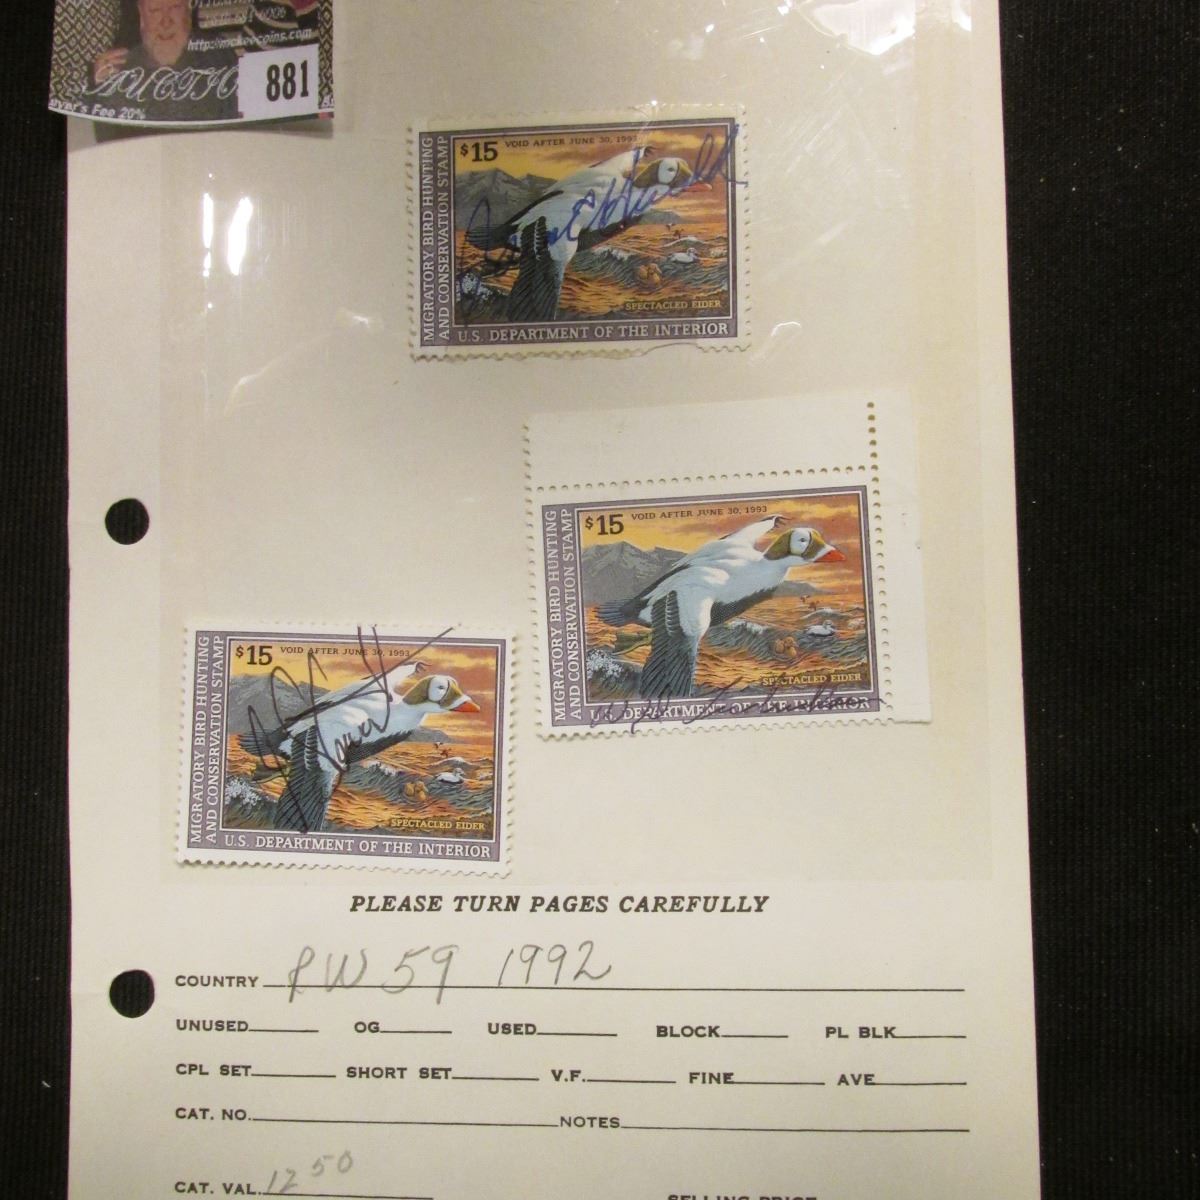 http://mckeecoins.com
AUCTIO
yer's Fee 20%
881
$15 VOID AFTER JUNE 30, 1993
MIGRATORY BIRD HUNTING
AND CONSERVATION STAMP
SPECTACLED EIDER
U.S. DEPARTMENT OF THE INTERIOR
$15 VOID AFTER JUNE 30, 1993
MIGRATORY BIRD HUNTING
AND CONSERVATION STAMP
SPECTACLED EIDER
U.S. DEPARTMENT OF THE INTERIOR
$15 VOID AFTER JUNE 30, 1993
MIGRATORY BIRD HUNTING
AND CONSERVATION STAMP
SPECTACLED EIDER
U.S. DEPARTMENT OF THE INTERIOR
PLEASE TURN PAGES CAREFULLY
COUNTRY RW 59 1992
UNUSED OG USED BLOCK PL BLK
CPL SET SHORT SET V.F. FINE AVE
CAT. NO. NOTES
CAT. VAL. 12 50 SELLING PRICE